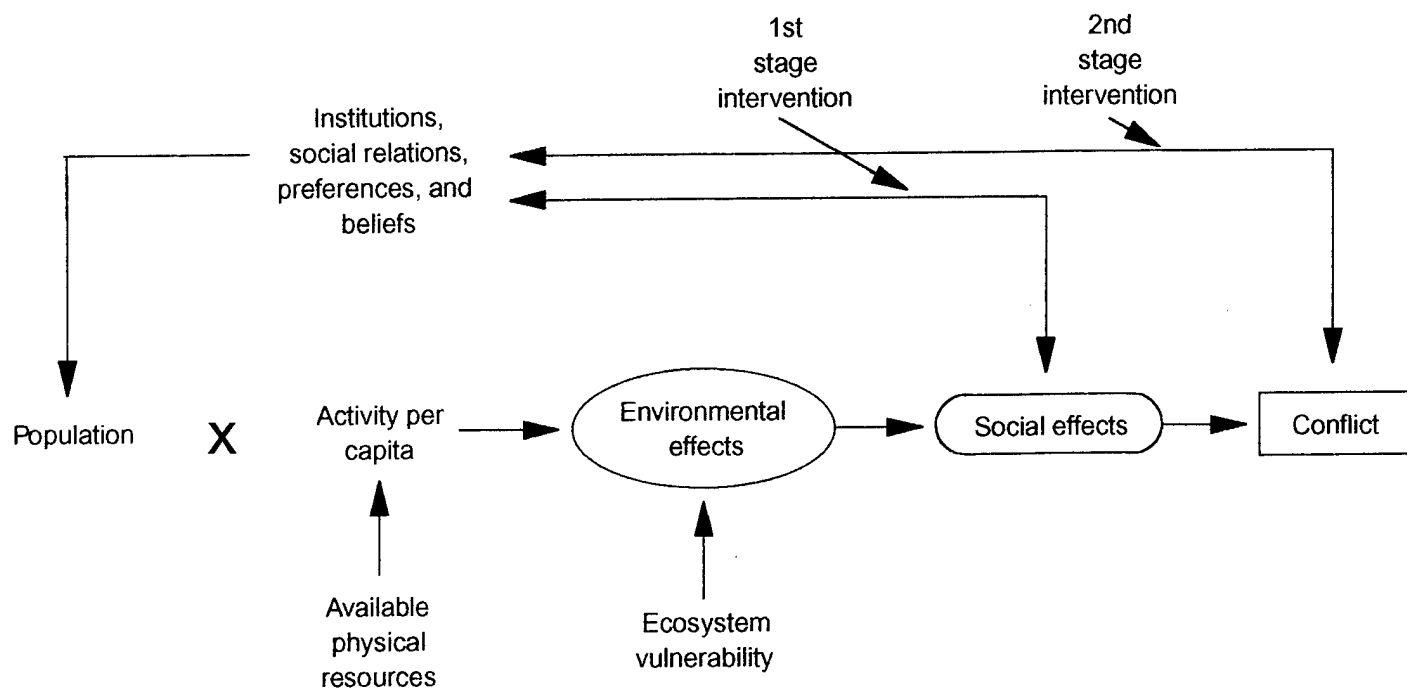 1st
stage
intervention
2nd
stage
intervention
Institutions,
social relations,
preferences, and
beliefs
Population
X
Activity per
capita
Environmental
effects
Social effects
Conflict
Available
physical
resources
Ecosystem
vulnerability